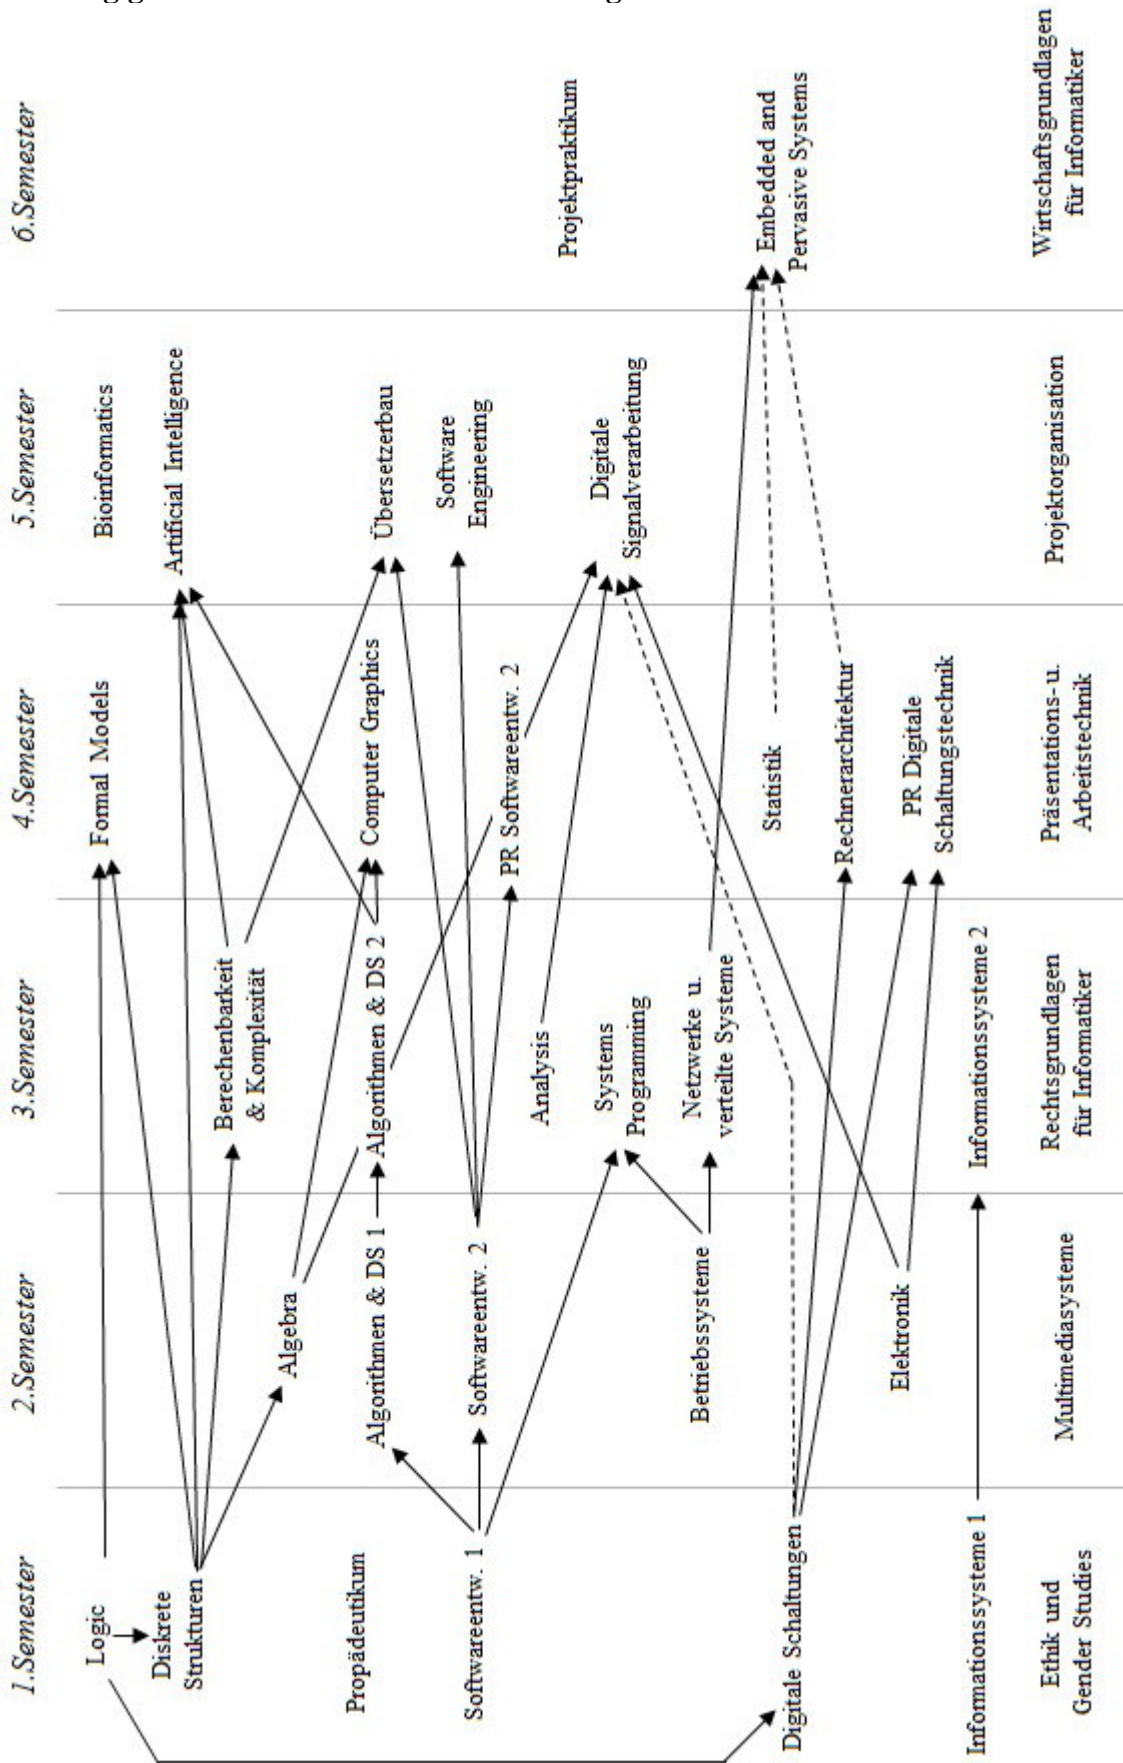 1.Semester
2.Semester
3.Semester
4.Semester
5.Semester
6.Semester
Logic
Diskrete
Strukturen
Propädeutikum
Softwareentw. 1
Digitale Schaltungen
Informationssysteme 1
Ethik und
Gender Studies
Algebra
Algorithmen & DS 1
Softwareentw. 2
Betriebssysteme
Elektronik
Multimediasysteme
Berechenbarkeit
& Komplexität
Algorithmen & DS 2
Analysis
Systems
Programming
Netzwerke u.
verteilte Systeme
Informationssysteme 2
Rechtsgrundlagen
für Informatiker
Formal Models
Computer Graphics
PR Softwareentw. 2
Statistik
Rechnerarchitektur
PR Digitale
Schaltungstechnik
Präsentations-u.
Arbeitstechnik
Bioinformatics
Artificial Intelligence
Übersetzerbau
Software
Engineering
Digitale
Signalverarbeitung
Projektorganisation
Projektpraktikum
Embedded and
Pervasive Systems
Wirtschaftsgrundlagen
für Informatiker